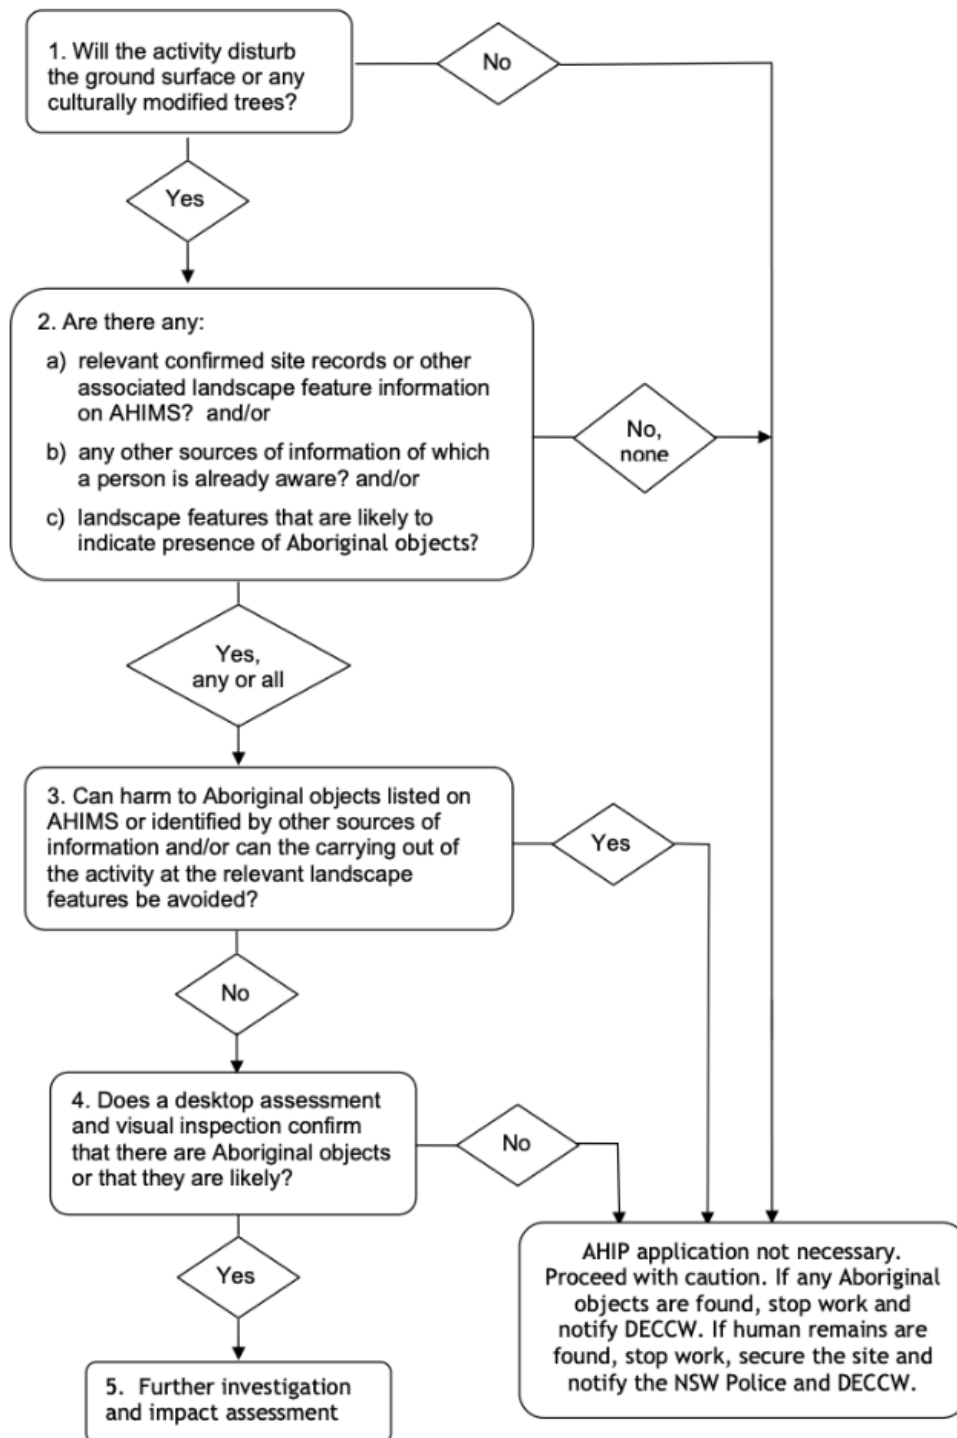 1. Will the activity disturb
the ground surface or any
culturally modified trees?
No
Yes
2. Are there any:
a) relevant confirmed site records or other
associated landscape feature information
on AHIMS? and/or
b) any other sources of information of which
a person is already aware? and/or
c) landscape features that are likely to
indicate presence of Aboriginal objects?
No,
none
Yes,
any or all
3. Can harm to Aboriginal objects listed on
AHIMS or identified by other sources of
information and/or can the carrying out of
the activity at the relevant landscape
features be avoided?
Yes
No
4. Does a desktop assessment
and visual inspection confirm
that there are Aboriginal objects
or that they are likely?
No
Yes
AHIP application not necessary.
Proceed with caution. If any Aboriginal
objects are found, stop work and
notify DECCW. If human remains are
found, stop work, secure the site and
notify the NSW Police and DECCW.
5. Further investigation
and impact assessment